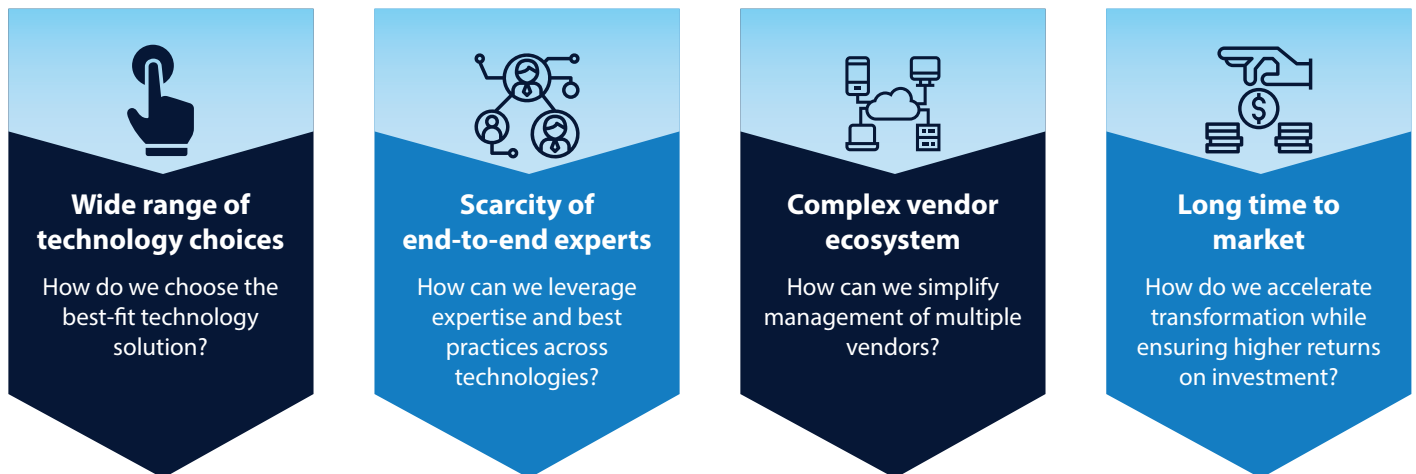 Wide range of
technology choices
How do we choose the
best-fit technology
solution?
Scarcity of
end-to-end experts
How can we leverage
expertise and best
practices across
technologies?
Complex vendor
ecosystem
How can we simplify
management of multiple
vendors?
$
Long time to
market
How do we accelerate
transformation while
ensuring higher returns
on investment?